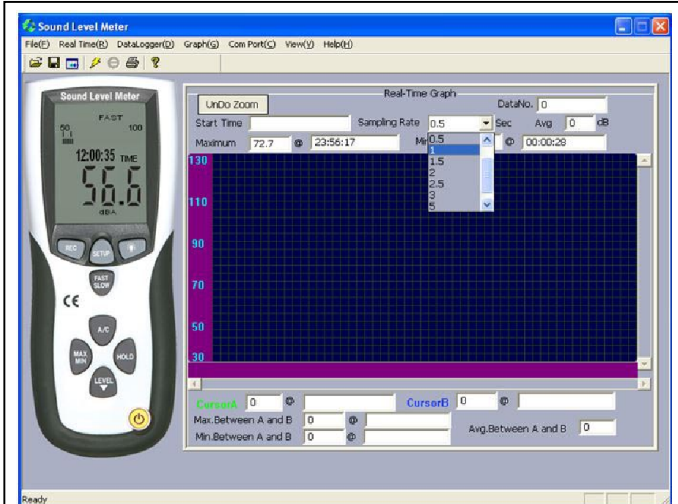 Sound Level Meter
File(F) Real Time(R) DataLogger(D) Graph(G) Com Port(C) View(V) Help(H)
Sound Level Meter
FAST
50 100
12:00:35 TIME
56.6
dBA
REC SETUP
FAST
SLOW
CE
A/C
MAX
MIN
HOLD
LEVEL
Real-Time Graph
UnDo Zoom
DataNo. 0
Start Time Sampling Rate 0.5 Sec Avg 0 dB
Maximum 72.7 @ 23:56:17 @ 00:00:28
0.5
1
1.5
2
2.5
3
5
130
110
90
70
50
30
CursorA 0 @ CursorB 0 @
Max.Between A and B 0 @
Min.Between A and B 0 @
Avg.Between A and B 0
Ready